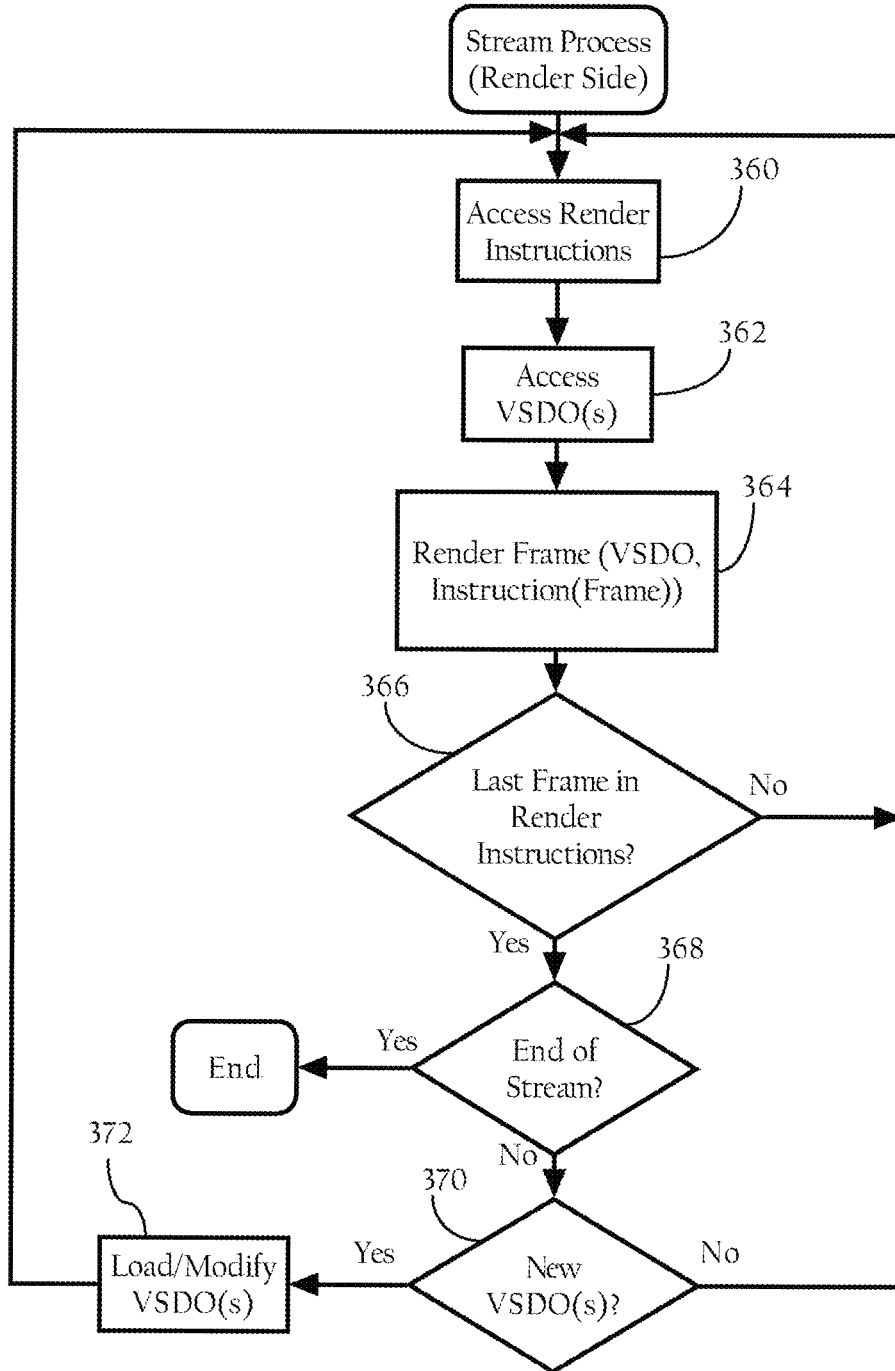 Stream Process
(Render Side)
360
Access Render
Instructions
362
Access
VSDO(s)
364
Render Frame (VSDO,
Instruction(Frame))
366
Last Frame in
Render
Instructions?
No
Yes
368
End
Yes
End of
Stream?
No
372
370
Load/Modify
VSDO(s)
Yes
New
VSDO(s)?
No